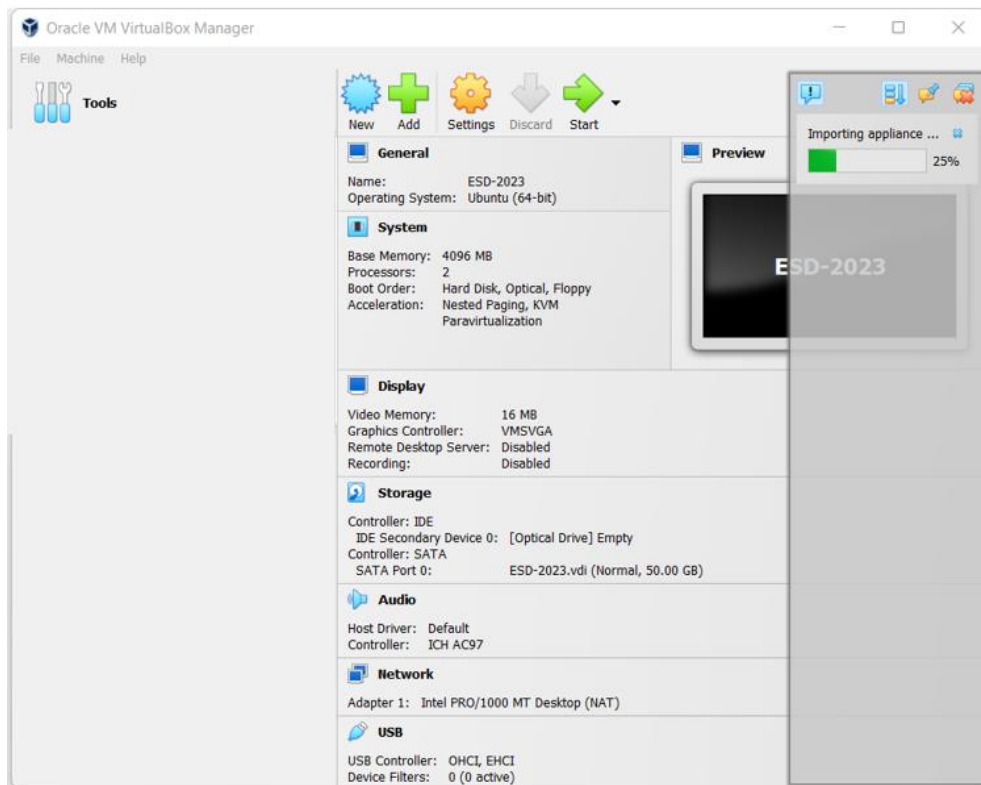 Oracle VM VirtualBox Manager
File Machine Help
Tools
New Add Settings Discard Start
Importing appliance ...
25%
General
Name: ESD-2023
Operating System: Ubuntu (64-bit)
Preview
ESD-2023
System
Base Memory: 4096 MB
Processors: 2
Boot Order: Hard Disk, Optical, Floppy
Acceleration: Nested Paging, KVM
Paravirtualization
Display
Video Memory: 16 MB
Graphics Controller: VMSVGA
Remote Desktop Server: Disabled
Recording: Disabled
Storage
Controller: IDE
IDE Secondary Device 0: [Optical Drive] Empty
Controller: SATA
SATA Port 0: ESD-2023.vdi (Normal, 50.00 GB)
Audio
Host Driver: Default
Controller: ICH AC97
Network
Adapter 1: Intel PRO/1000 MT Desktop (NAT)
USB
USB Controller: OHCI, EHCI
Device Filters: 0 (0 active)